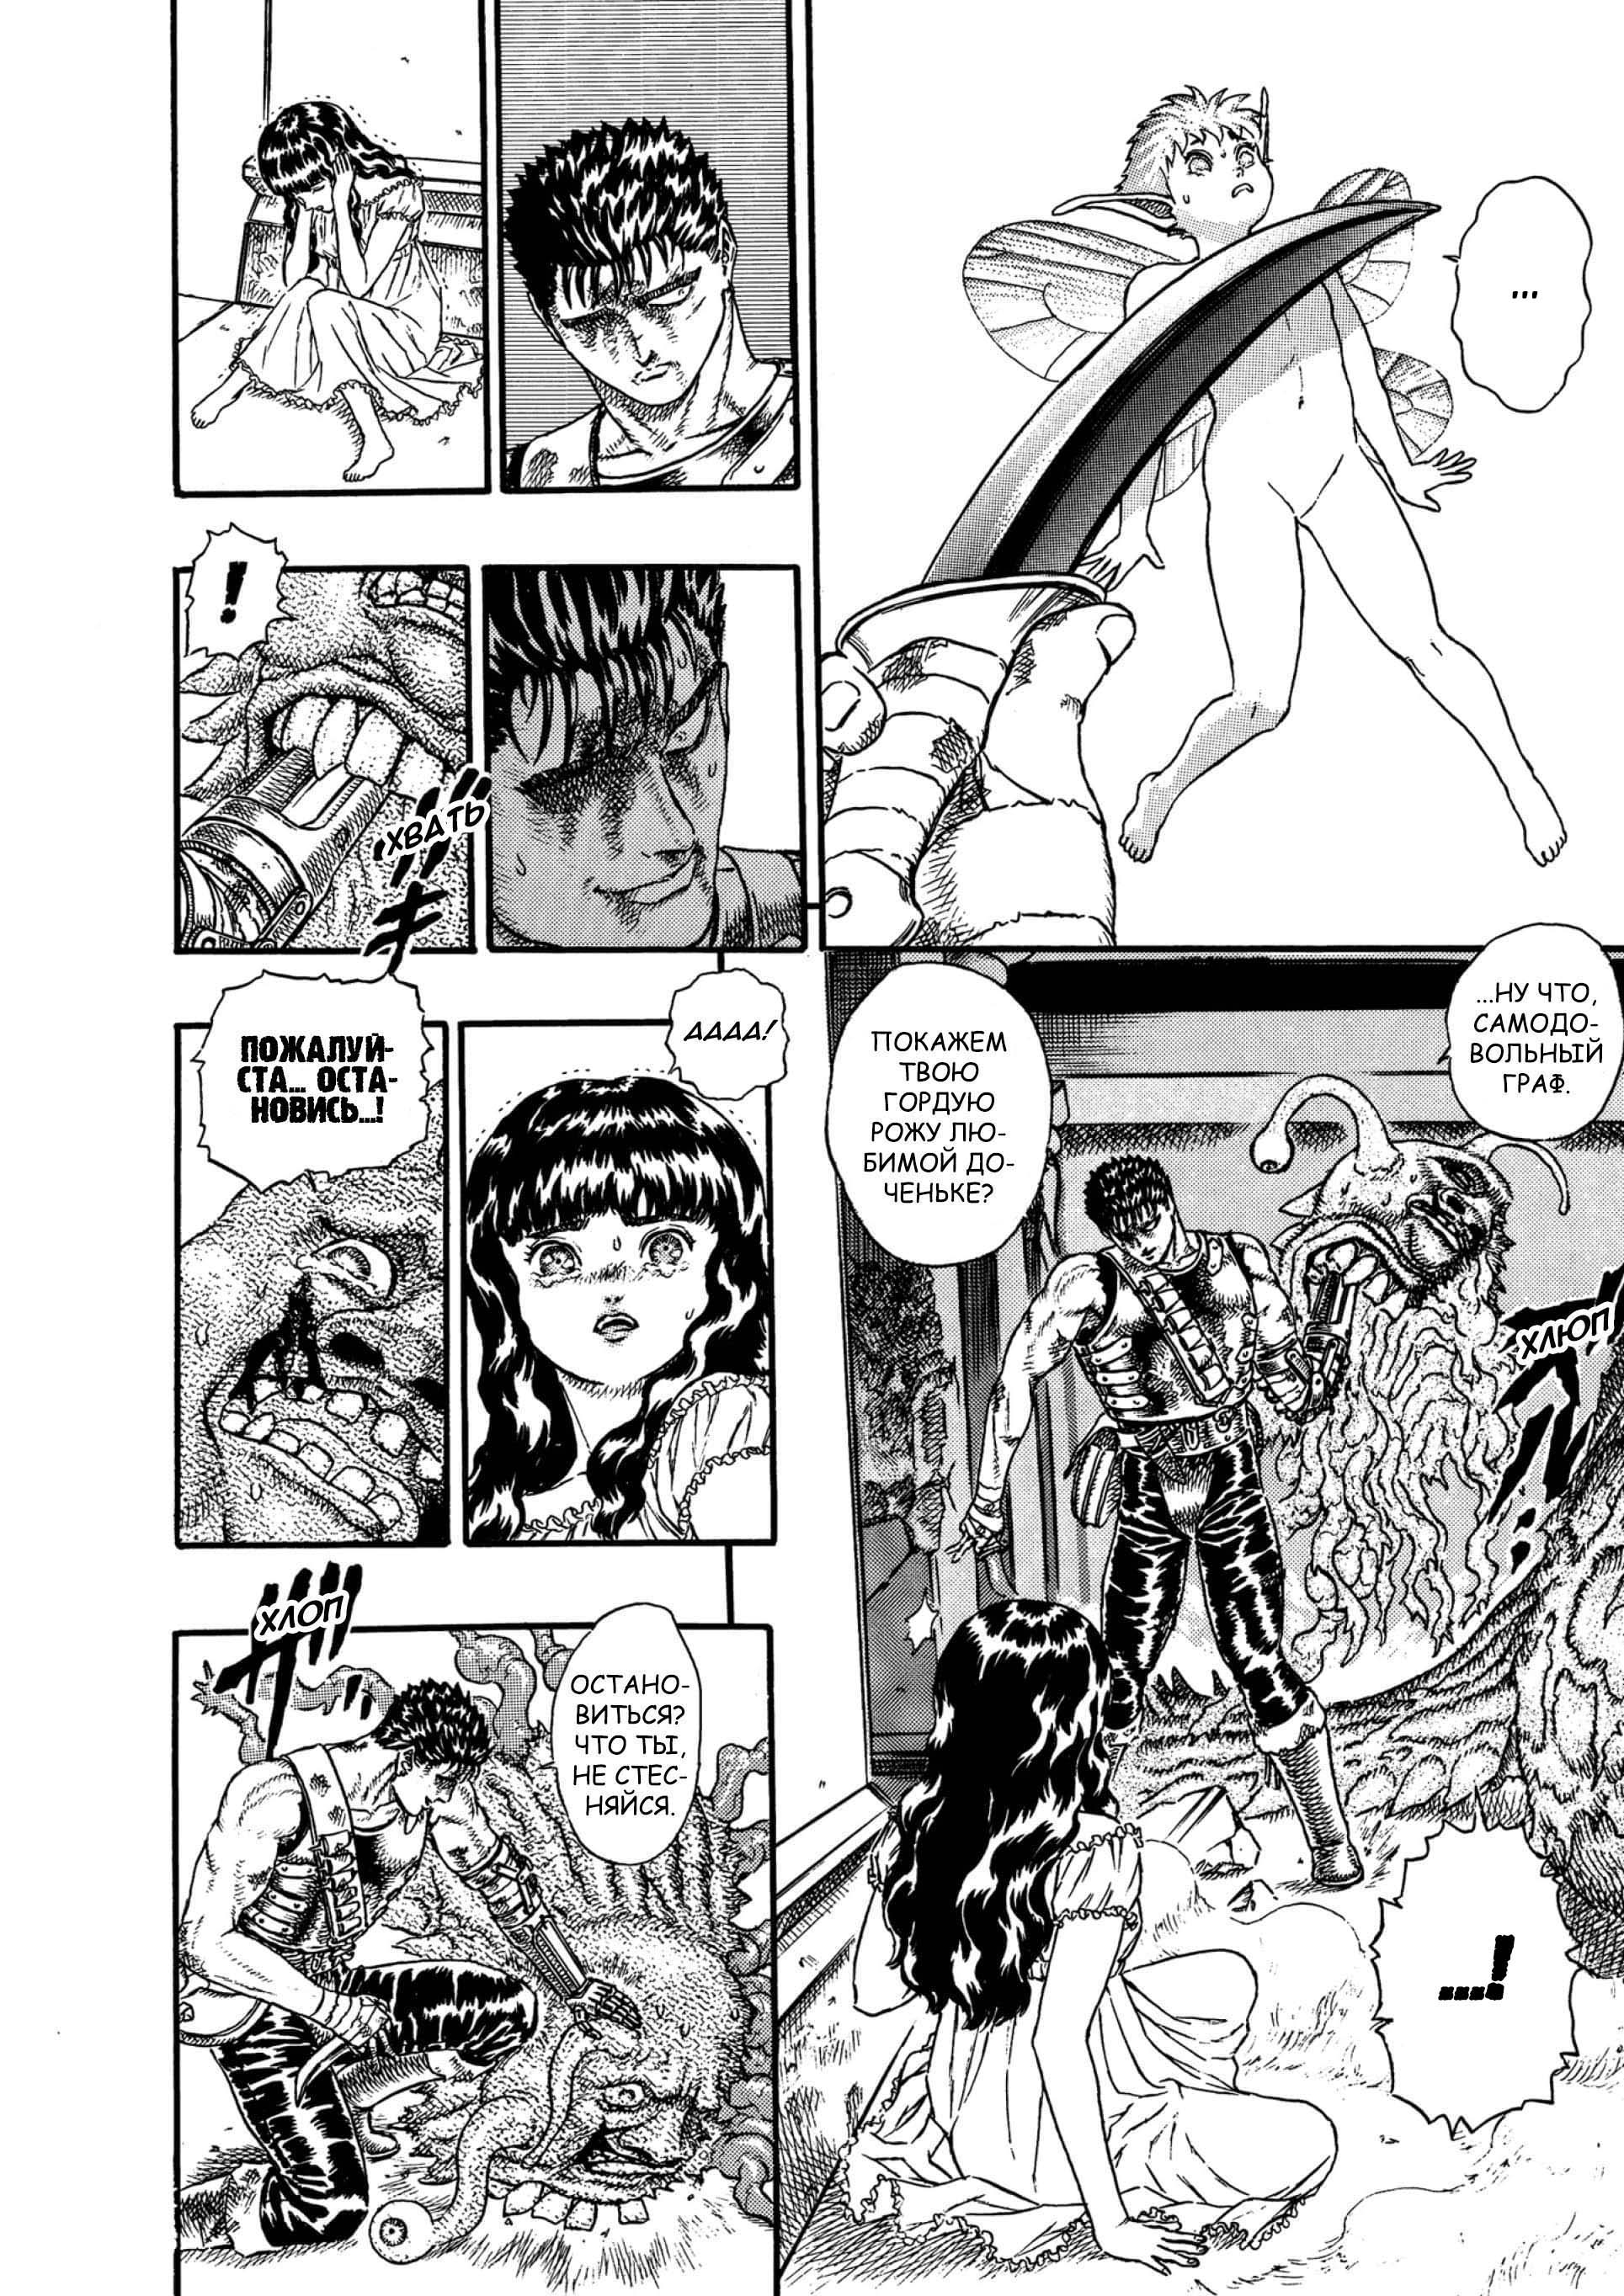 ...
!
ХВАТЬ
キ
...НУ ЧТО,
САМОДО-
ВОЛЬНЫЙ
ГРАФ.
ПОКАЖЕМ
ТВОЮ
ГОРДУЮ
РОЖУ ЛЮ-
БИМОЙ ДО-
ЧЕНЬКЕ?
ХЛЮП
...!
АААА!
ПОЖАЛУЙ-
СТА... ОСТА-
НОВИСЬ...!
ОСТАНО-
ВИТЬСЯ?
ЧТО ТЫ,
НЕ СТЕС-
НЯЙСЯ.
ХЛОП